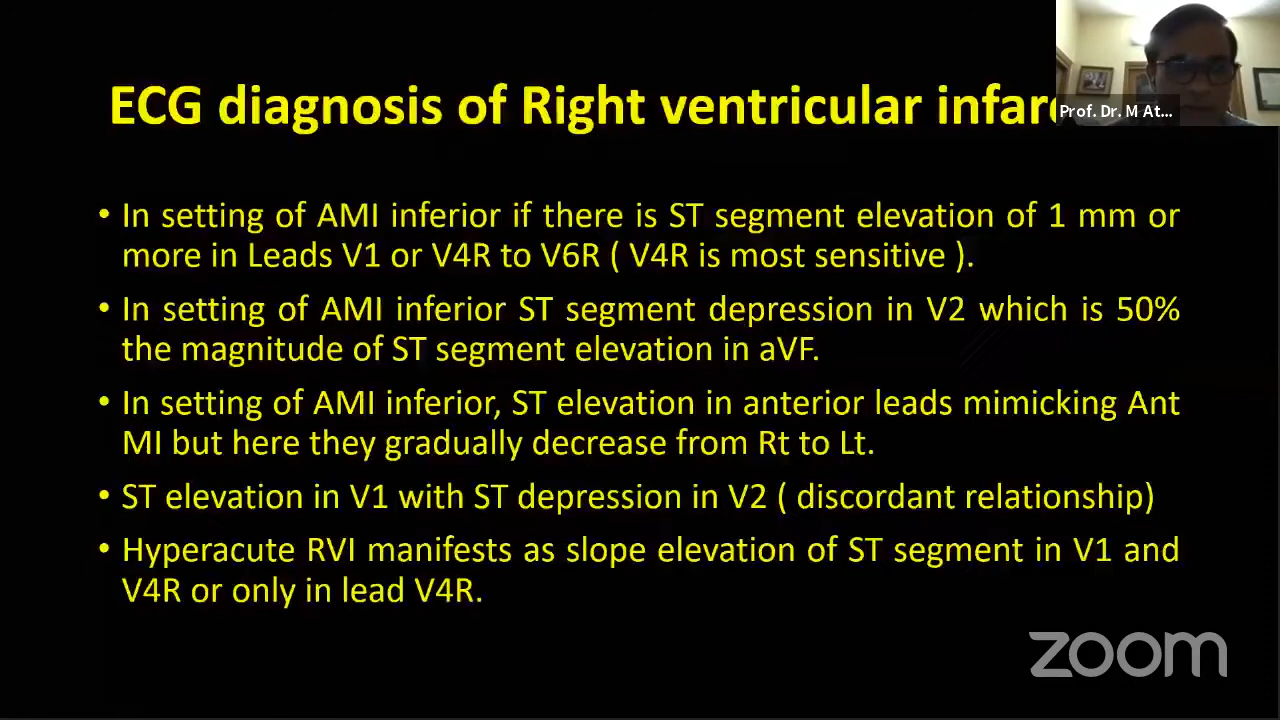 ECG diagnosis of Right ventricular
Prof. Dr. M At...
• In setting of AMI inferior if there is ST segment elevation of 1 mm or
more in Leads V1 or V4R to V6R ( V4R is most sensitive ).
• In setting of AMI inferior ST segment depression in V2 which is 50%
the magnitude of ST segment elevation in aVF.
• In setting of AMI inferior, ST elevation in anterior leads mimicking Ant
MI but here they gradually decrease from Rt to Lt.
• ST elevation in V1 with ST depression in V2 ( discordant relationship)
• Hyperacute RVI manifests as slope elevation of ST segment in V1 and
V4R or only in lead V4R.
zoom